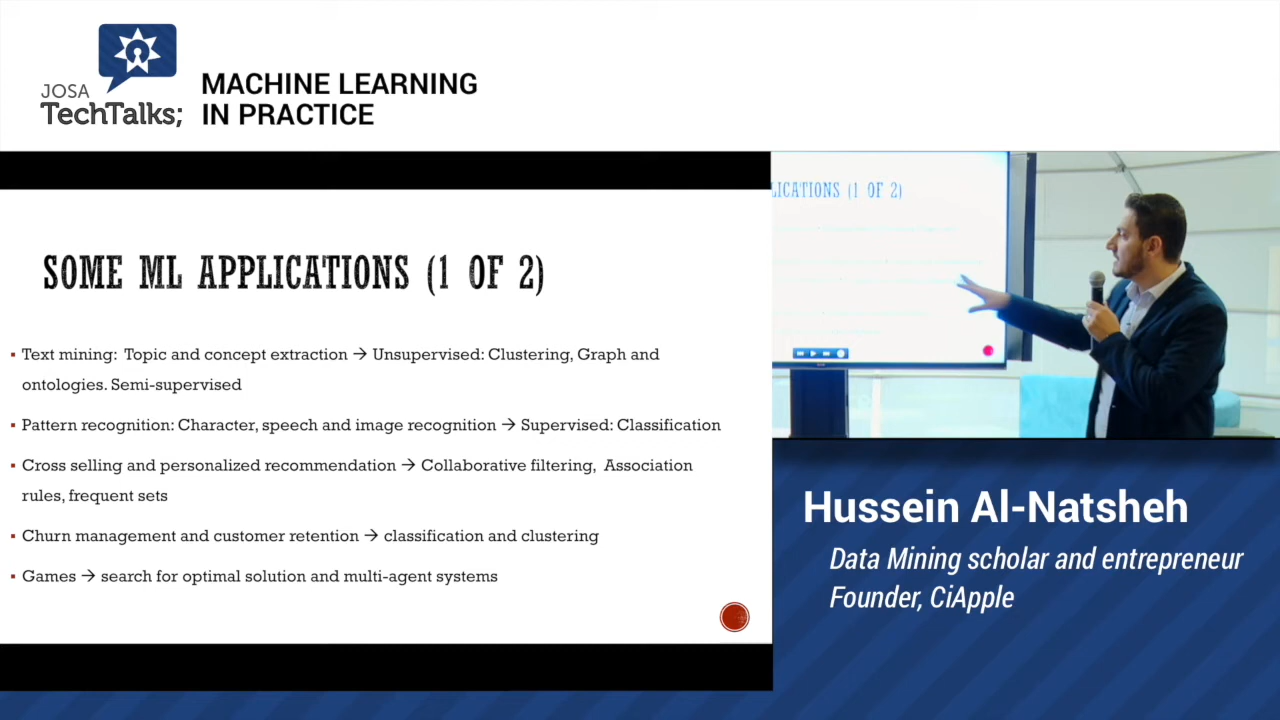 JOSA
TechTalks;
MACHINE LEARNING
IN PRACTICE
SOME ML APPLICATIONS (1 OF 2)
▪ Text mining: Topic and concept extraction → Unsupervised: Clustering, Graph and
ontologies. Semi-supervised
▪ Pattern recognition: Character, speech and image recognition → Supervised: Classification
▪ Cross selling and personalized recommendation → Collaborative filtering, Association
rules, frequent sets
▪ Churn management and customer retention → classification and clustering
▪ Games → search for optimal solution and multi-agent systems
LICATIONS (1 OF 2)
Hussein Al-Natsheh
Data Mining scholar and entrepreneur
Founder, CiApple